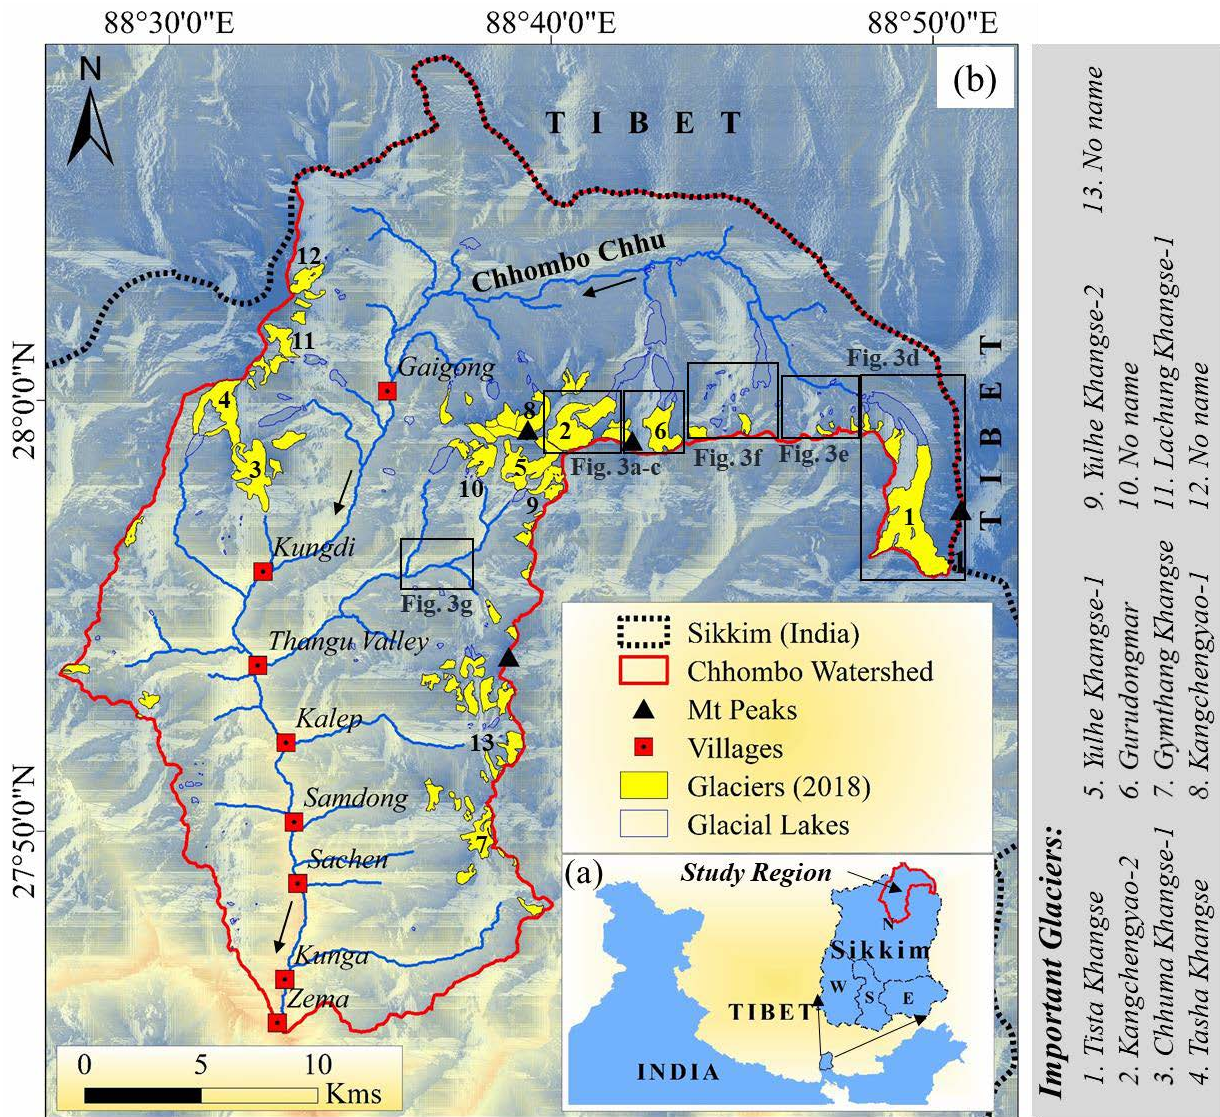 88°30'0"E
88°40'0"E
88°50'0"E
N
(b)
T I B E T
Chhombo Chhu
12
11
28°0'0"N
Gaigong
Fig. 3d
T I B E T
4
8
2
6
3
5
10
9
Fig. 3a-c
Fig. 3f
Fig. 3e
1
1
Kungdi
Fig. 3g
Thangu Valley
Kalep
13
Samdong
27°50'0"N
7
Sachen
Kunga
Zema
0 5 10
Kms
Sikkim (India)
Chhombo Watershed
Mt Peaks
Villages
Glaciers (2018)
Glacial Lakes
(a)
Study Region
N
Sikkim
W
S
E
TIBET
INDIA
Important Glaciers:
1. Tista Khangse
2. Kangchengyao-2
3. Chhuma Khangse-1
4. Tasha Khangse
5. Yulhe Khangse-1
6. Gurudongmar
7. Gymthang Khangse
8. Kangchengyao-1
9. Yulhe Khangse-2
10. No name
11. Lachung Khangse-1
12. No name
13. No name